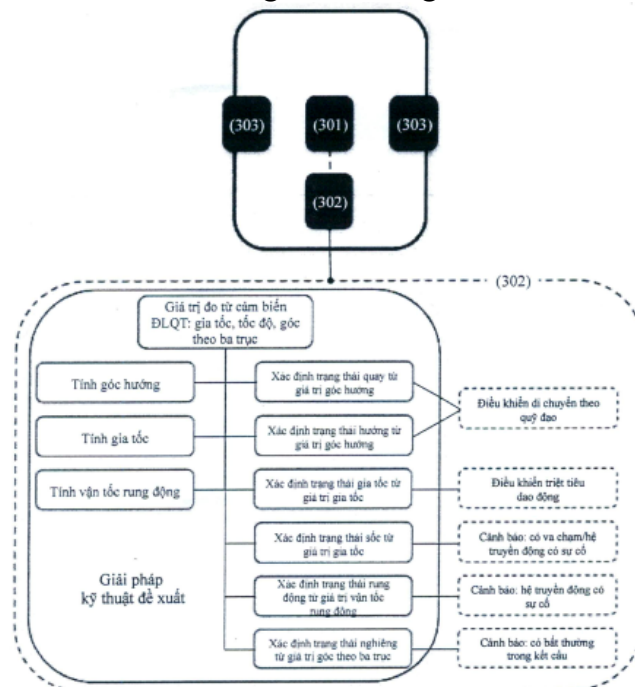 (303)
(301)
(303)
(302)
(302)
Giá trị đo từ cảm biến
ĐLQT: gia tốc, tốc độ, góc
theo ba trục
Tính góc hướng
Xác định trạng thái quay từ
giá trị góc hướng
Điều khiển di chuyển theo
quỹ đạo
Tính gia tốc
Xác định trạng thái hướng từ
giá trị góc hướng
Tính vận tốc rung động
Xác định trạng thái gia tốc từ
giá trị gia tốc
Điều khiển triệt tiêu
dao động
Xác định trạng thái sốc từ
giá trị gia tốc
Cảnh báo: có va chạm/hệ
truyền động có sự cố
Giải pháp
kỹ thuật đề xuất
Xác định trạng thái rung
động từ giá trị vận tốc
rung động
Cảnh báo: hệ truyền động có
sự cố
Xác định trạng thái nghiêng
từ giá trị góc theo ba trục
Cảnh báo: có bất thường
trong kết cấu